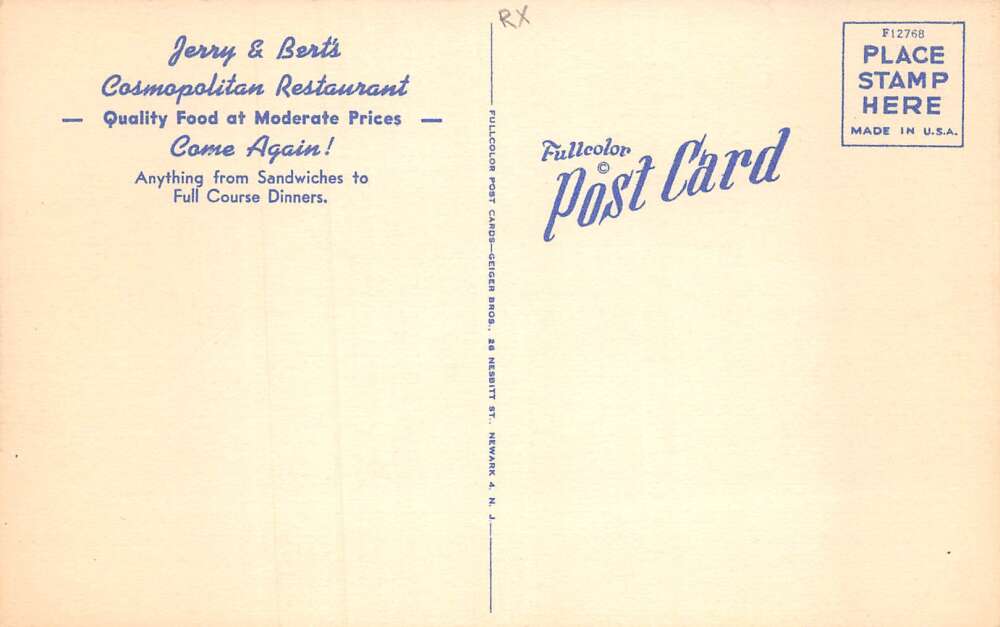 Jerry & Bert's
Cosmopolitan Restaurant
— Quality Food at Moderate Prices —
Come Again!
Anything from Sandwiches to
Full Course Dinners.
RX
FULLCOLOR POST CARDS—GEIGER BROS., 26 NESBITT ST., NEWARK 4, N. J.
Fullcolor
©
Post Card
F12768
PLACE
STAMP
HERE
MADE IN U.S.A.